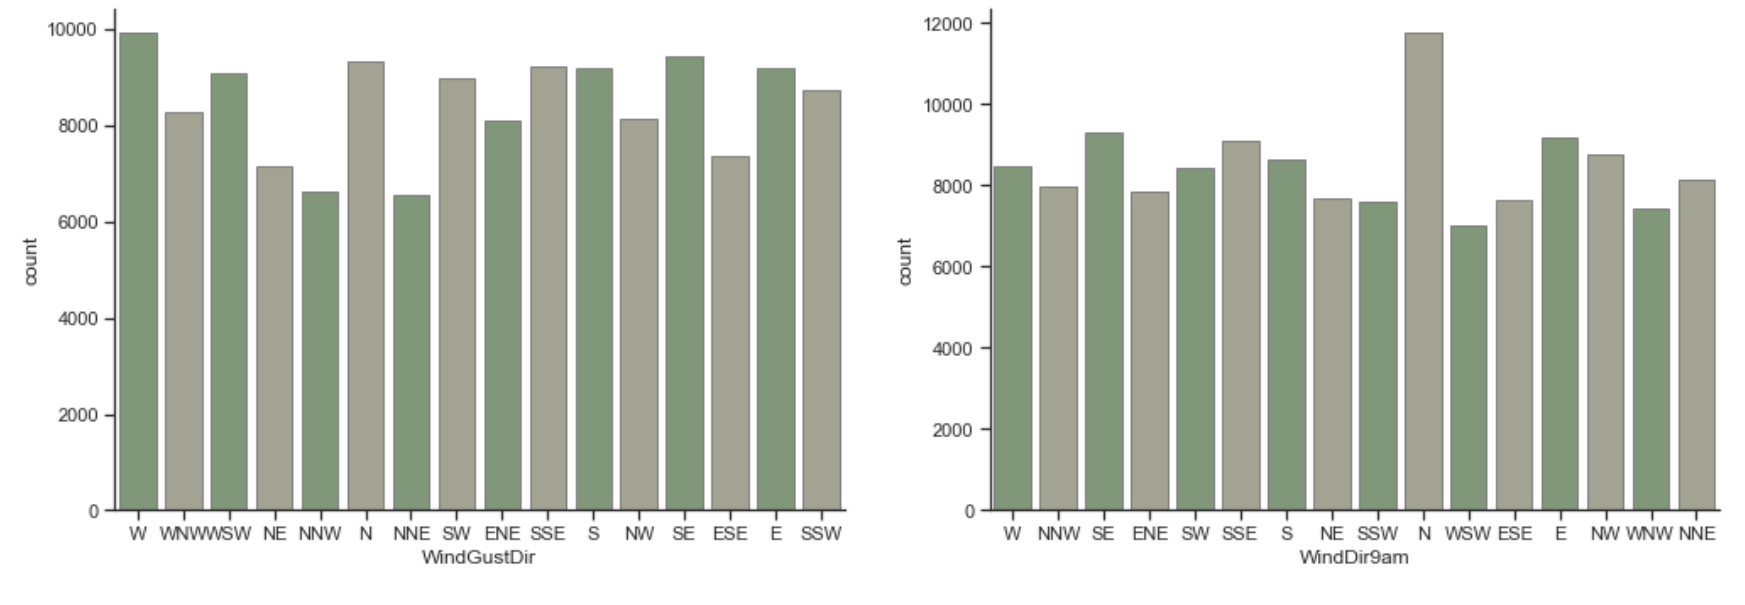 10000
8000
6000
4000
2000
0
count
W WNW WSW NE NNW N NNE SW ENE SSE S NW SE ESE E SSW
WindGustDir
12000
10000
8000
6000
4000
2000
0
count
W NNW SE ENE SW SSE S NE SSW N WSW ESE E NW WNW NNE
WindDir9am